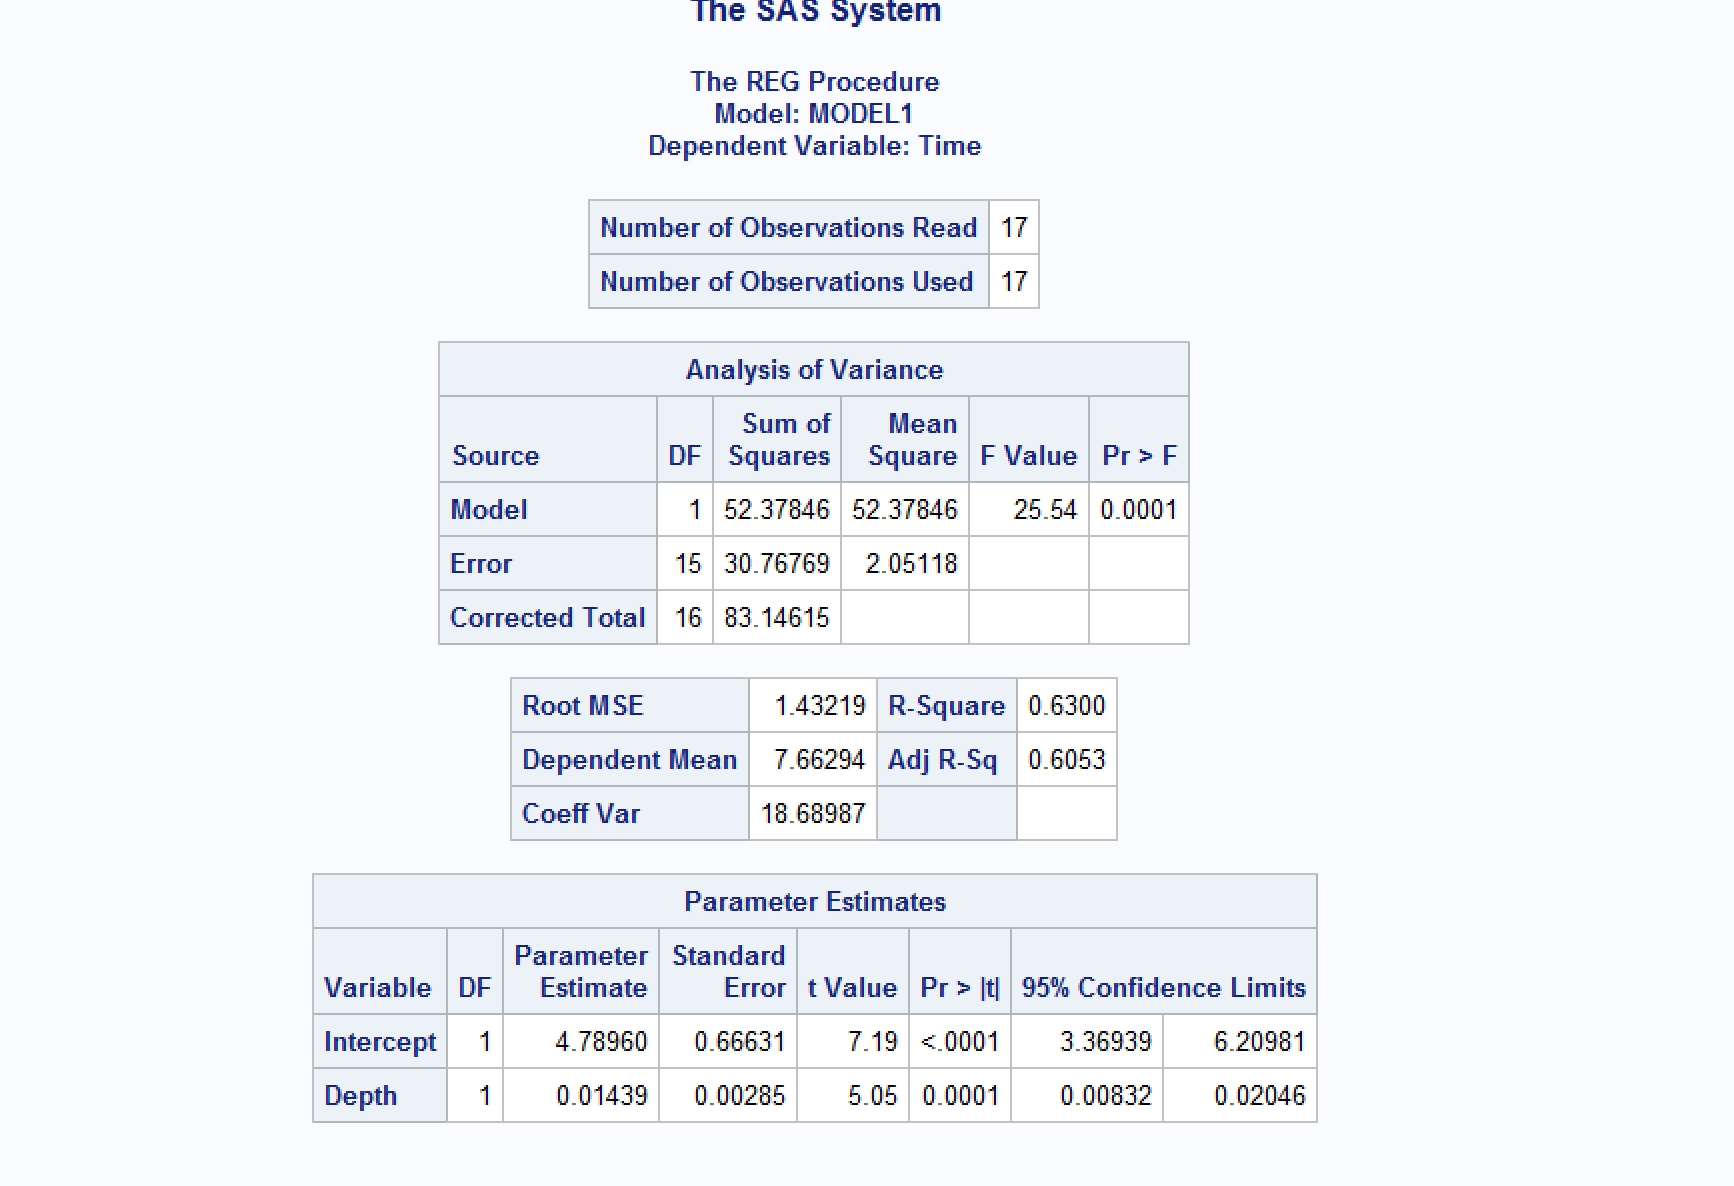 The SAS System
The REG Procedure
Model: MODEL1
Dependent Variable: Time
Number of Observations Read 17
Number of Observations Used 17
Analysis of Variance
Source DF Sum of Squares Mean Square F Value Pr > F
Model 1 52.37846 52.37846 25.54 0.0001
Error 15 30.76769 2.05118
Corrected Total 16 83.14615
Root MSE 1.43219 R-Square 0.6300
Dependent Mean 7.66294 Adj R-Sq 0.6053
Coeff Var 18.68987
Parameter Estimates
Variable DF Parameter Estimate Standard Error t Value Pr > |t| 95% Confidence Limits
Intercept 1 4.78960 0.66631 7.19 <.0001 3.36939 6.20981
Depth 1 0.01439 0.00285 5.05 0.0001 0.00832 0.02046